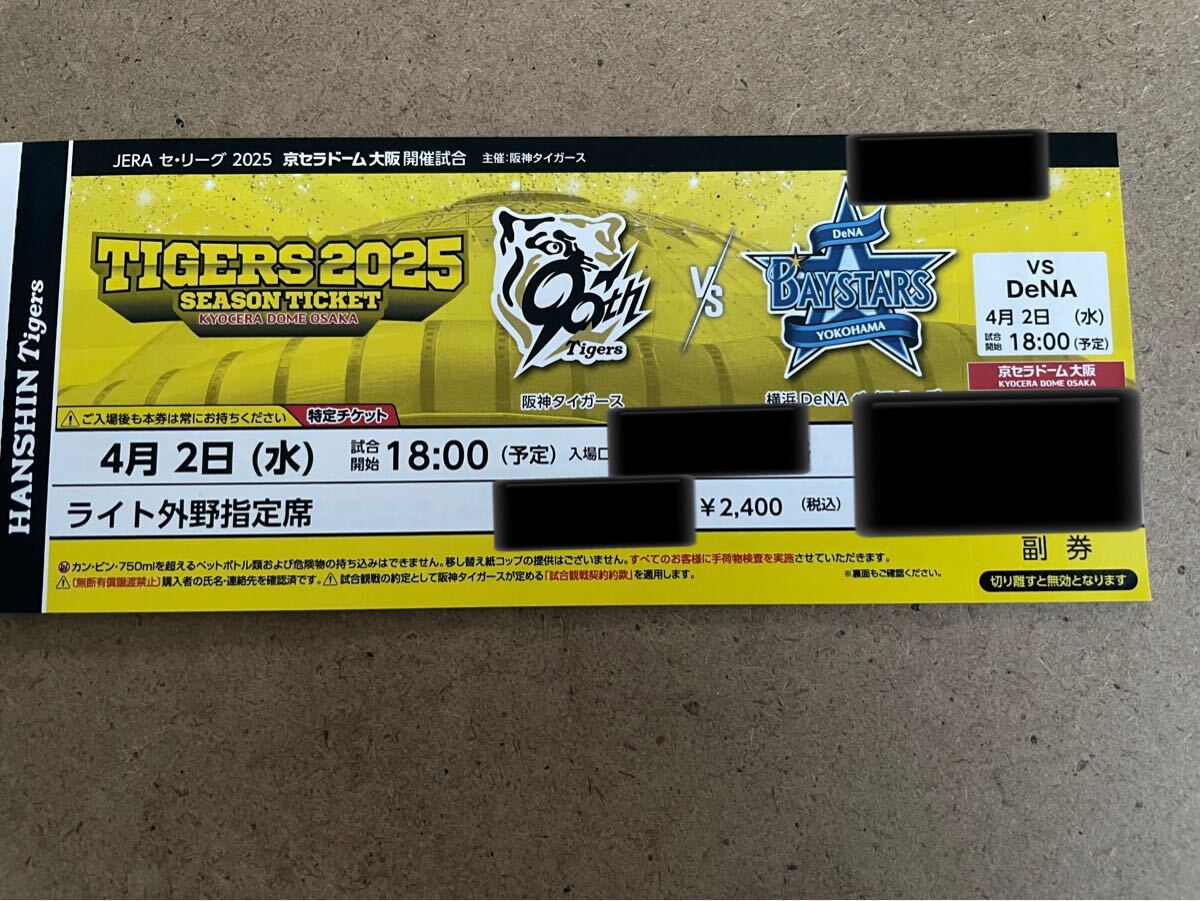 JERA セ・リーグ 2025 京セラドーム大阪開催試合 主催:阪神タイガース
HANSHIN Tigers
TIGERS 2025
SEASON TICKET
KYOCERA DOME OSAKA
90th
Tigers
VS
DeNA
BAYSTARS
YOKOHAMA
阪神タイガース
横浜DeNA
VS
DeNA
4月 2日 (水)
試合開始 18:00(予定)
京セラドーム大阪
KYOCERA DOME OSAKA
ご入場後も本券は常にお持ちください 特定チケット
4月 2日(水) 試合開始 18:00(予定) 入場口
ライト外野指定席 ¥2,400 (税込)
カン・ビン・750mlを超えるペットボトル類および危険物の持ち込みはできません。移し替え紙コップの提供はございません。すべてのお客様に手荷物検査を実施させていただきます。
〔無断有償譲渡禁止〕購入者の氏名・連絡先を確認済です。試合観戦の約定として阪神タイガースが定める「試合観戦契約約款」を適用します。 ※裏面もご確認ください。
副券
切り離すと無効となります